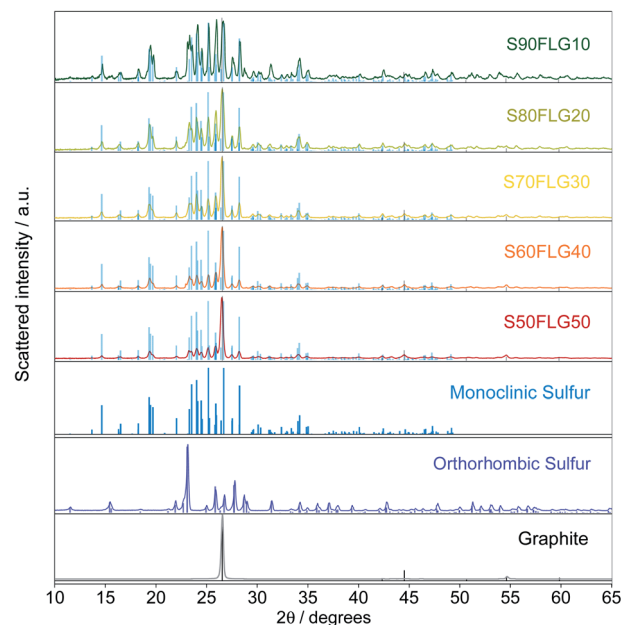 S90FLG10
S80FLG20
S70FLG30
S60FLG40
S50FLG50
Monoclinic Sulfur
Orthorhombic Sulfur
Graphite
Scattered intensity / a.u.
10 15 20 25 30 35 40 45 50 55 60 65
2θ / degrees